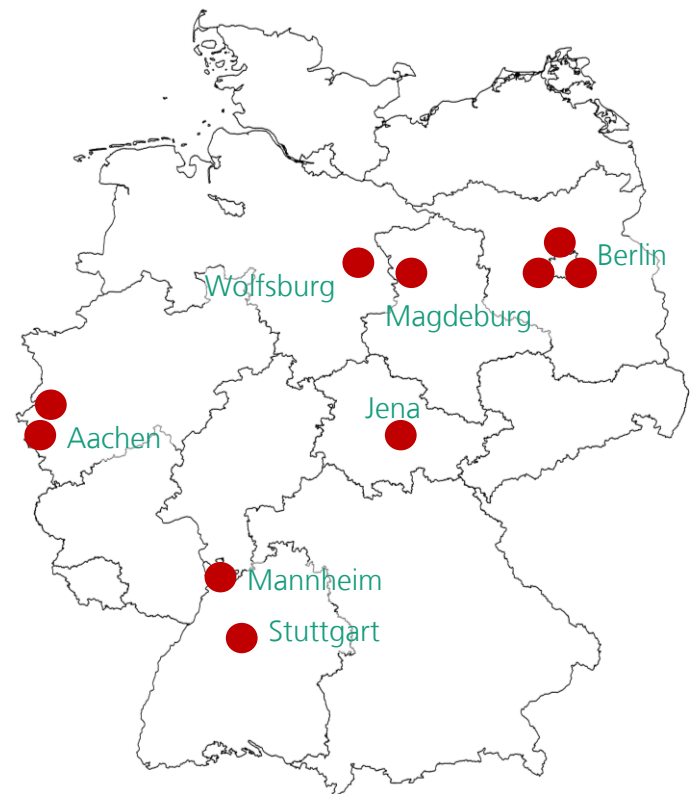 Berlin
Wolfsburg
Magdeburg
Jena
Aachen
Mannheim
Stuttgart